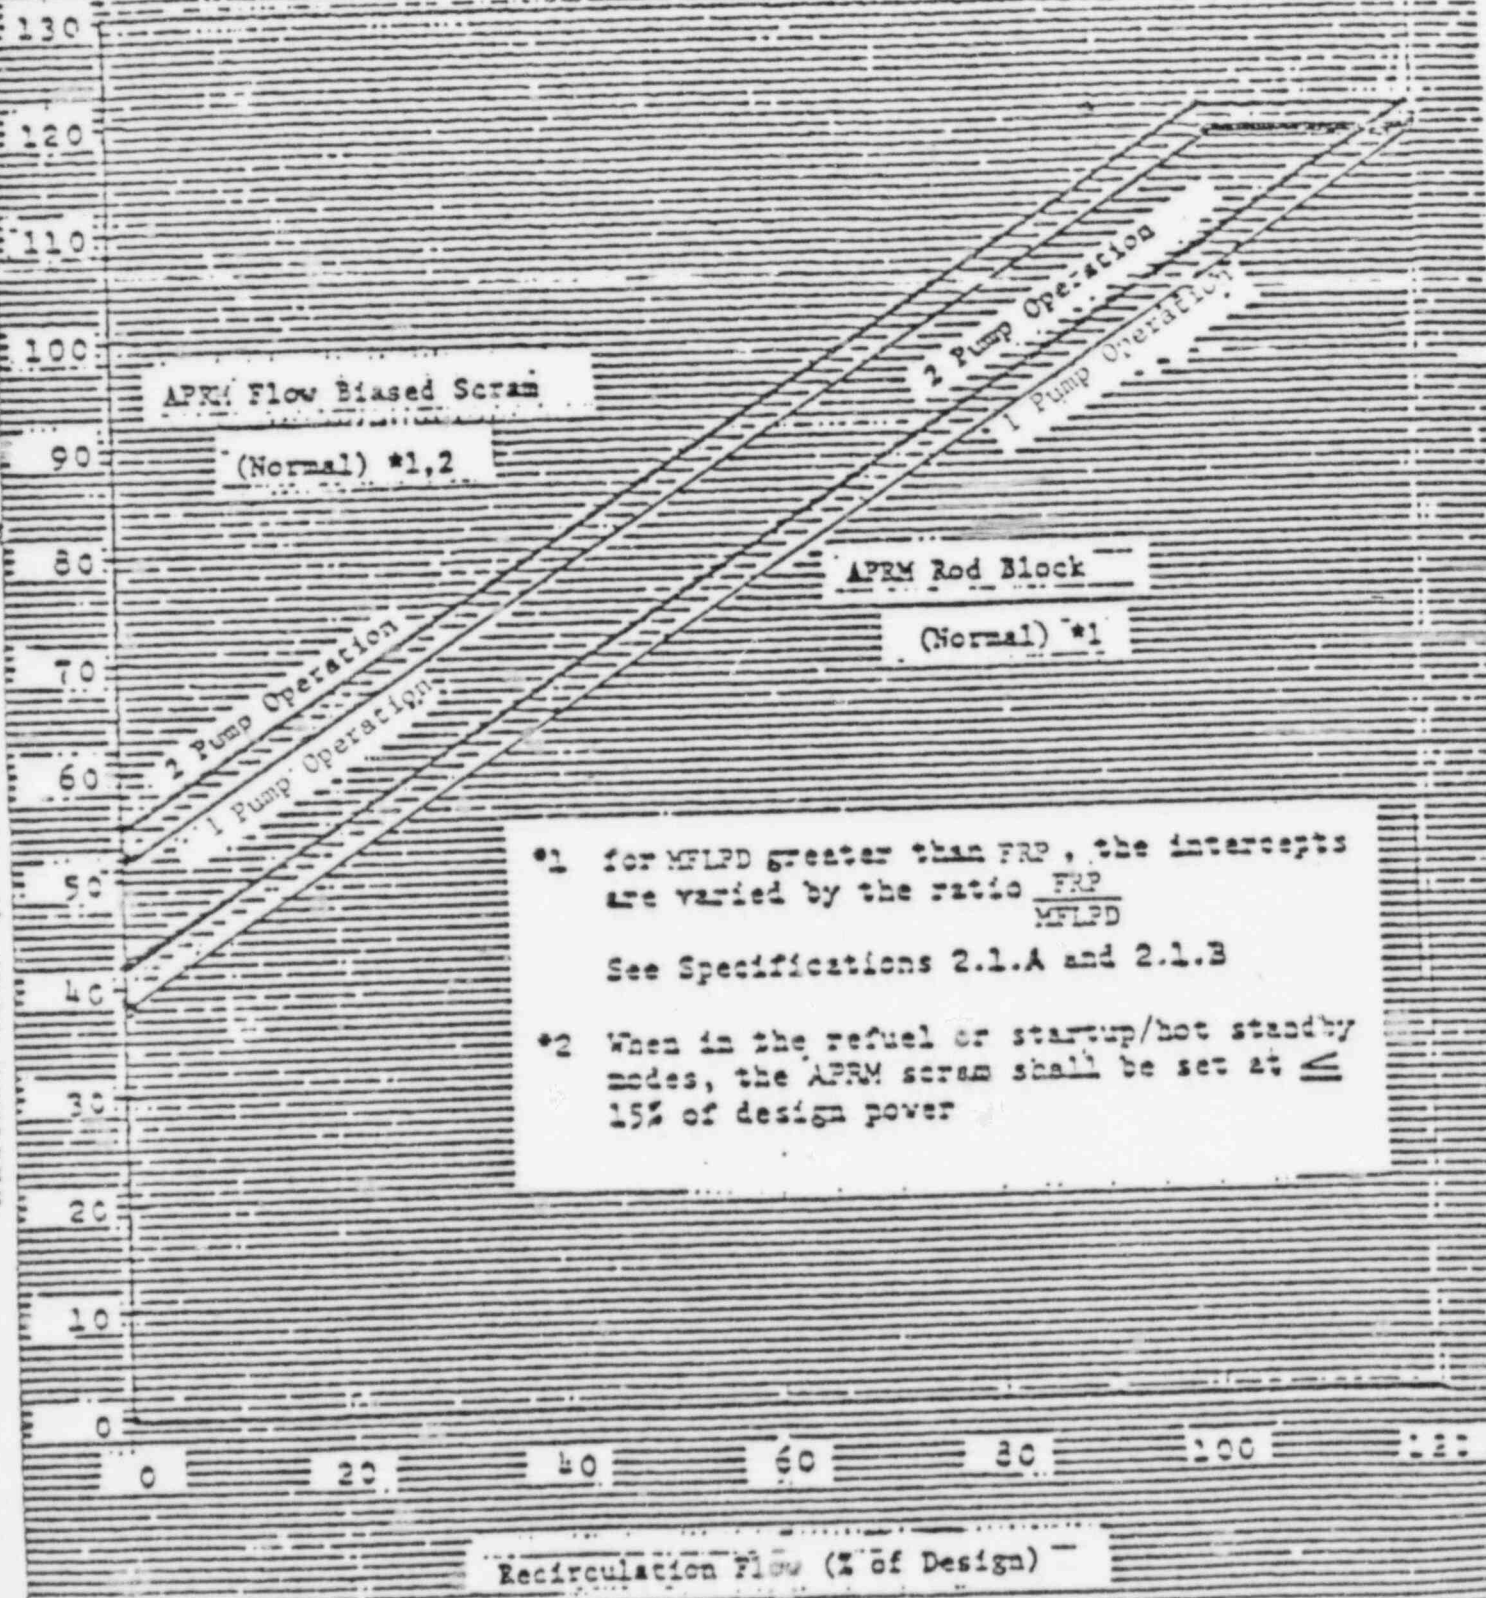 130
120
110
100
90
80
70
60
50
40
30
20
10
0
APRM Flow Biased Scram
(Normal) *1,2
2 Pump Operation
1 Pump Operation
2 Pump Operation
1 Pump Operation
APRM Rod Block
(Normal) *1
*1 for MFLPD greater than FRP, the intercepts
are varied by the ratio FRP
MFLPD
See Specifications 2.1.A and 2.1.B
*2 When in the refuel or startup/hot standby
modes, the APRM scram shall be set at ≤
15% of design power
0 20 40 60 80 100 120
Recirculation Flow (% of Design)